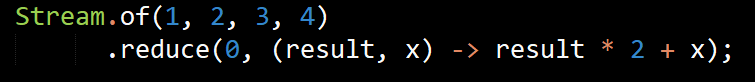 Stream.of(1, 2, 3, 4)
.reduce(0, (result, x) -> result * 2 + x);